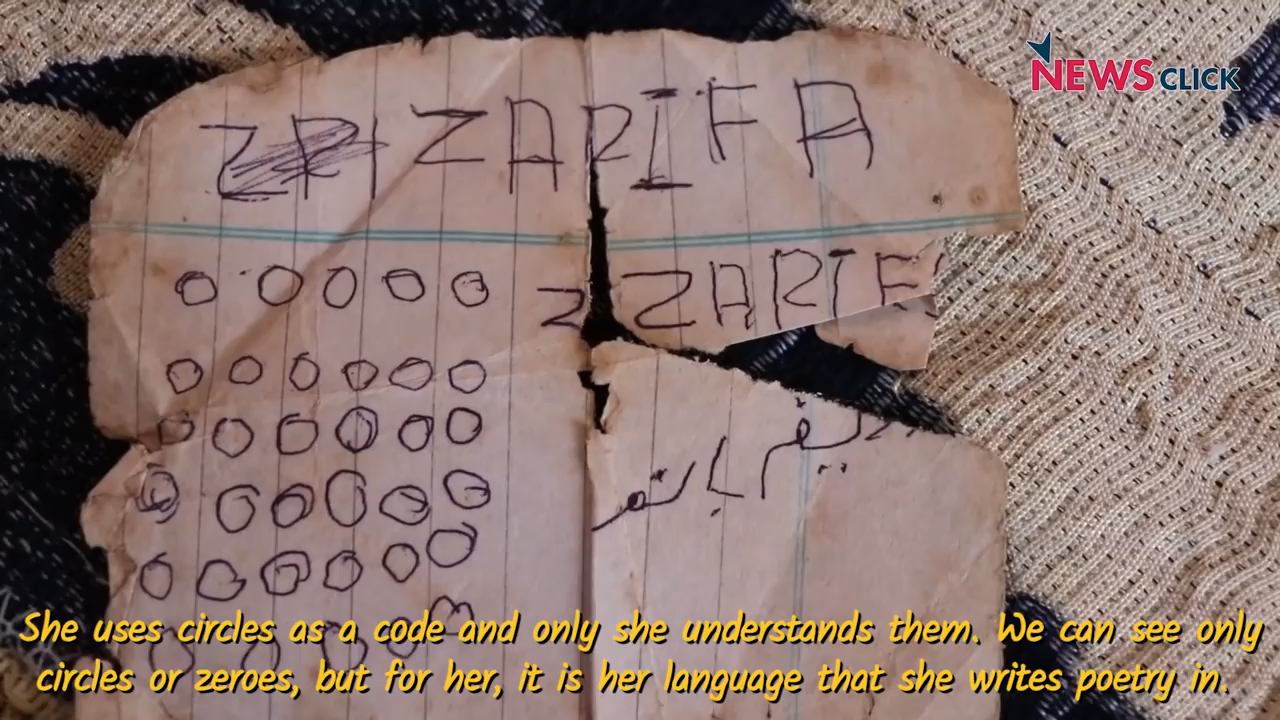 NEWSCLICK
ZARIFA
ZARIF
O O O O O
Z
O O O O O O
O O O O O O
O O O O O O
O O O O O O
She uses circles as a code and only she understands them. We can see only
circles or zeroes, but for her, it is her language that she writes poetry in.